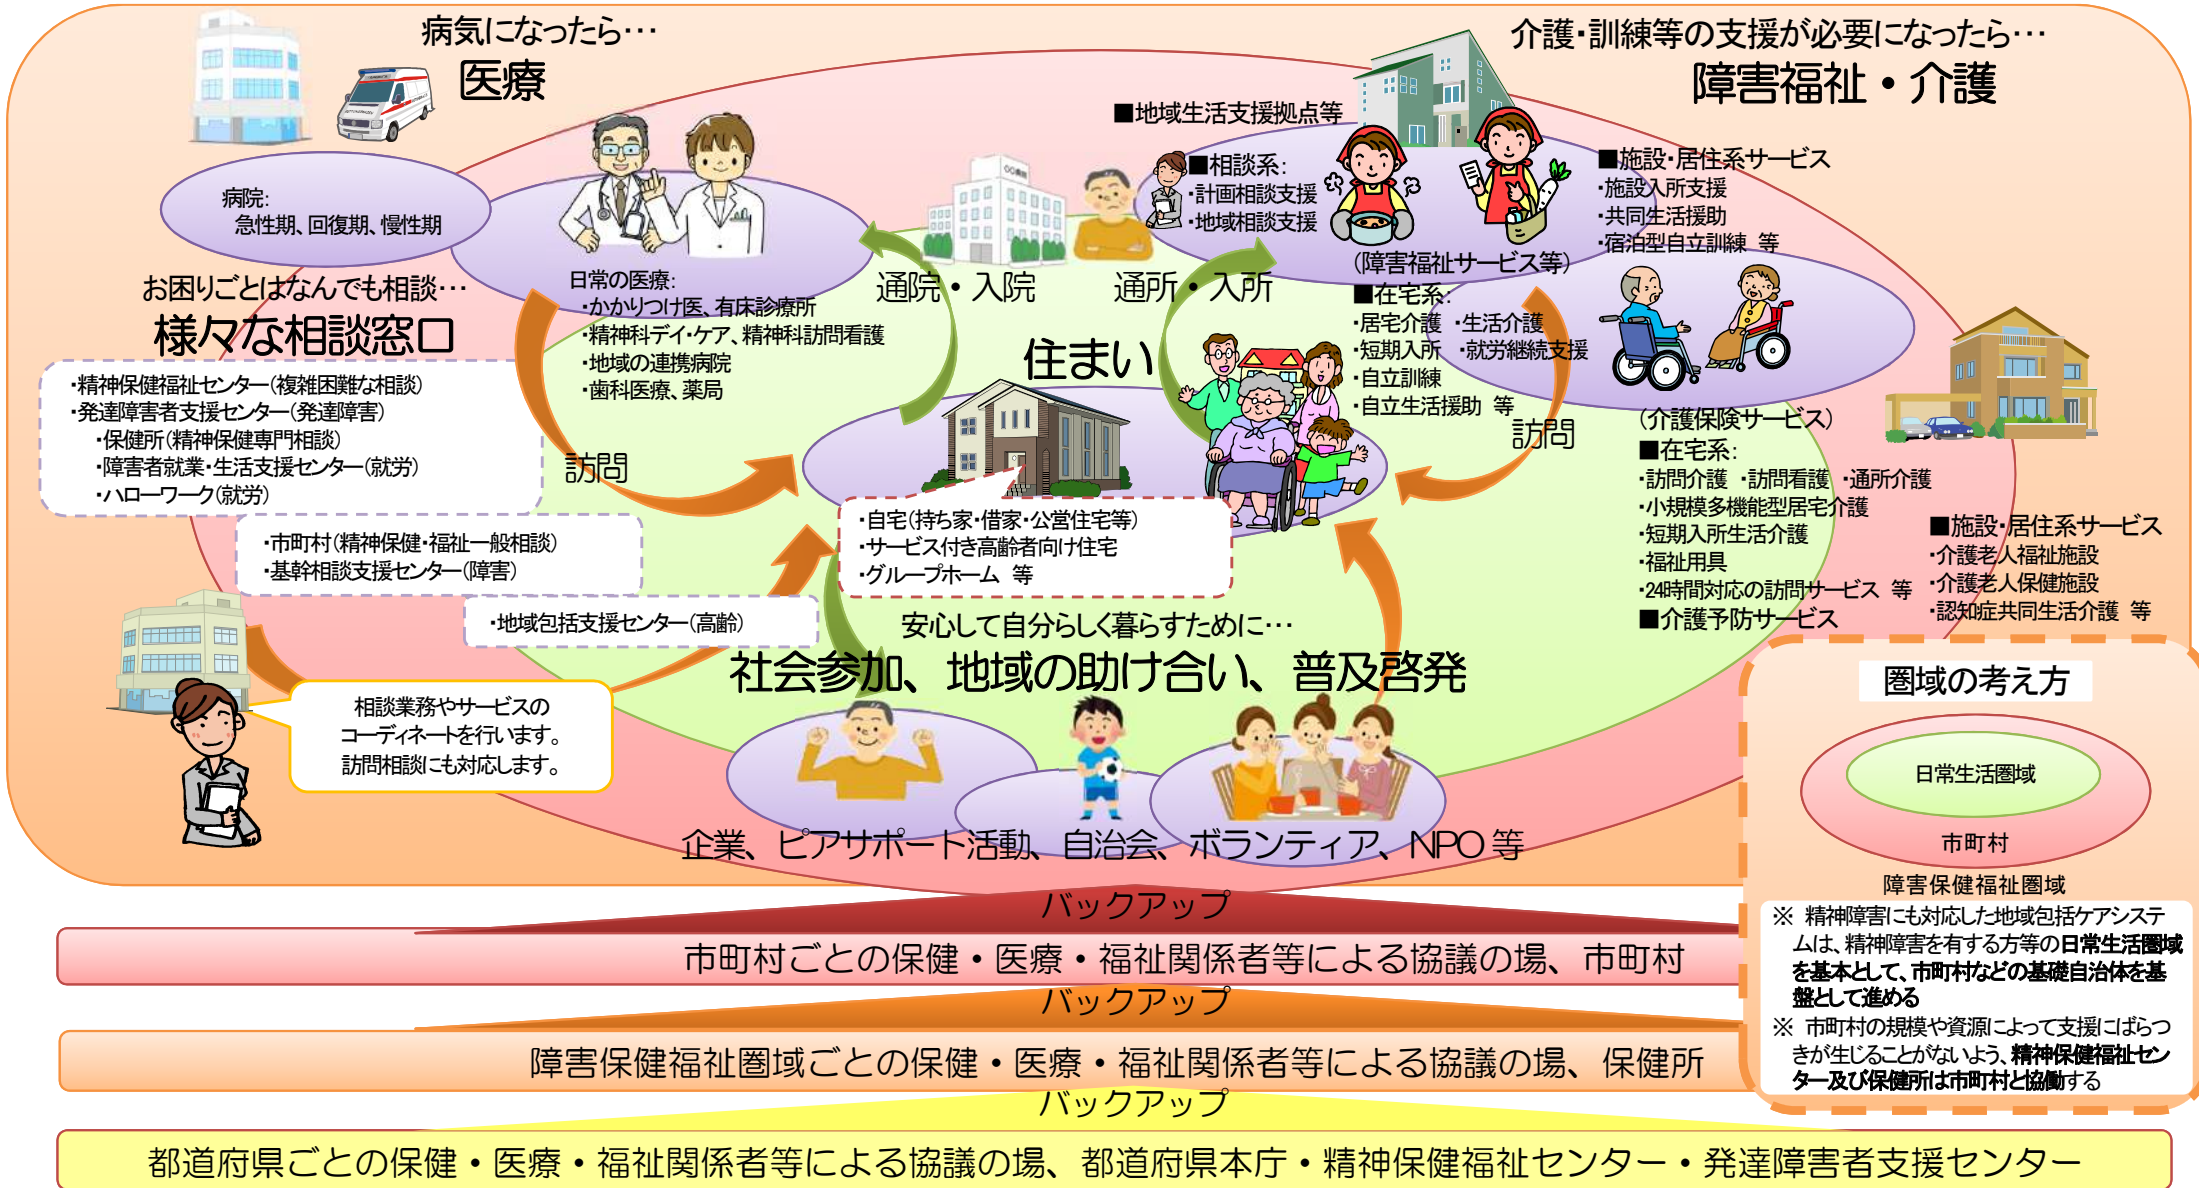 病気になったら…
医療
介護・訓練等の支援が必要になったら…
障害福祉・介護
病院:
急性期、回復期、慢性期
日常の医療:
・かかりつけ医、有床診療所
・精神科デイ・ケア、精神科訪問看護
・地域の連携病院
・歯科医療、薬局
通院・入院
通所・入所
■地域生活支援拠点等
■相談系:
・計画相談支援
・地域相談支援
■施設・居住系サービス
・施設入所支援
・共同生活援助
・宿泊型自立訓練 等
(障害福祉サービス等)
■在宅系:
・居宅介護 ・生活介護
・短期入所 ・就労継続支援
・自立訓練
・自立生活援助 等
訪問
(介護保険サービス)
■在宅系:
・訪問介護 ・訪問看護 ・通所介護
・小規模多機能型居宅介護
・短期入所生活介護
・福祉用具
・24時間対応の訪問サービス 等
■介護予防サービス
■施設・居住系サービス
・介護老人福祉施設
・介護老人保健施設
・認知症共同生活介護 等
お困りごとはなんでも相談…
様々な相談窓口
・精神保健福祉センター(複雑困難な相談)
・発達障害者支援センター(発達障害)
・保健所(精神保健専門相談)
・障害者就業・生活支援センター(就労)
・ハローワーク(就労)
・市町村(精神保健・福祉一般相談)
・基幹相談支援センター(障害)
・地域包括支援センター(高齢)
訪問
相談業務やサービスの
コーディネートを行います。
訪問相談にも対応します。
住まい
・自宅(持ち家・借家・公営住宅等)
・サービス付き高齢者向け住宅
・グループホーム 等
安心して自分らしく暮らすために…
社会参加、地域の助け合い、普及啓発
企業、ピアサポート活動、自治会、ボランティア、NPO 等
圏域の考え方
日常生活圏域
市町村
障害保健福祉圏域
※ 精神障害にも対応した地域包括ケアシステ
ムは、精神障害を有する方等の日常生活圏域
を基本として、市町村などの基礎自治体を基
盤として進める
※ 市町村の規模や資源によって支援にばらつ
きが生じることがないよう、精神保健福祉セン
ター及び保健所は市町村と協働する
バックアップ
市町村ごとの保健・医療・福祉関係者等による協議の場、市町村
バックアップ
障害保健福祉圏域ごとの保健・医療・福祉関係者等による協議の場、保健所
バックアップ
都道府県ごとの保健・医療・福祉関係者等による協議の場、都道府県本庁・精神保健福祉センター・発達障害者支援センター